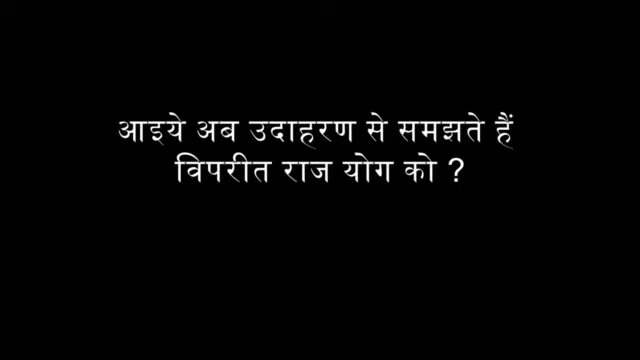 आइये अब उदाहरण से समझते हैं
विपरीत राज योग को ?